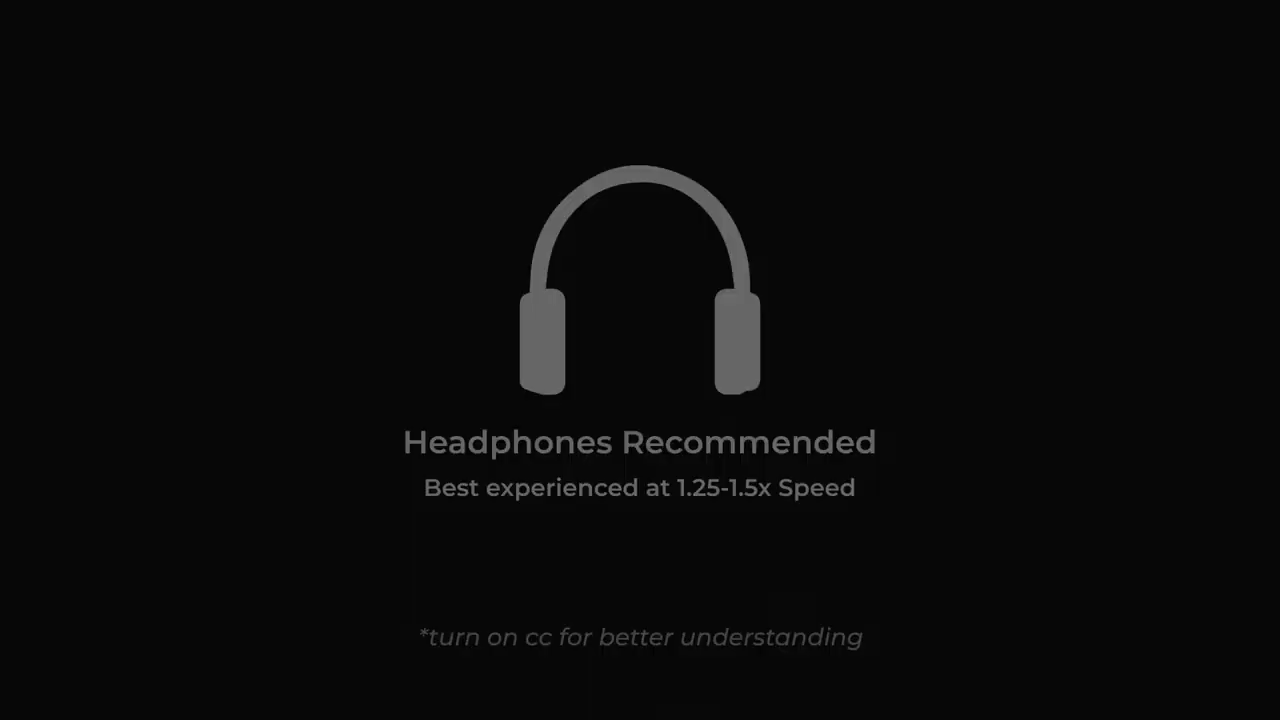 Headphones Recommended
Best experienced at 1.25-1.5x Speed
*turn on cc for better understanding